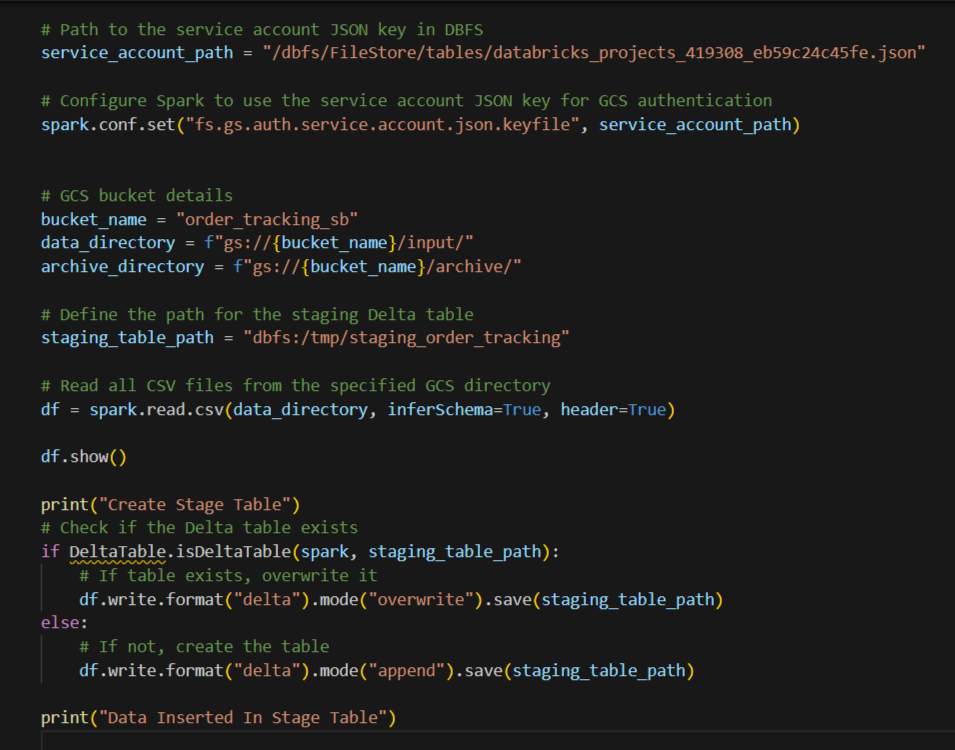 # Path to the service account JSON key in DBFS
service_account_path = "/dbfs/FileStore/tables/databricks_projects_419308_eb59c24c45fe.json"
# Configure Spark to use the service account JSON key for GCS authentication
spark.conf.set("fs.gs.auth.service.account.json.keyfile", service_account_path)
# GCS bucket details
bucket_name = "order_tracking_sb"
data_directory = f"gs://{bucket_name}/input/"
archive_directory = f"gs://{bucket_name}/archive/"
# Define the path for the staging Delta table
staging_table_path = "dbfs:/tmp/staging_order_tracking"
# Read all CSV files from the specified GCS directory
df = spark.read.csv(data_directory, inferSchema=True, header=True)
df.show()
print("Create Stage Table")
# Check if the Delta table exists
if DeltaTable.isDeltaTable(spark, staging_table_path):
    # If table exists, overwrite it
    df.write.format("delta").mode("overwrite").save(staging_table_path)
else:
    # If not, create the table
    df.write.format("delta").mode("append").save(staging_table_path)
print("Data Inserted In Stage Table")